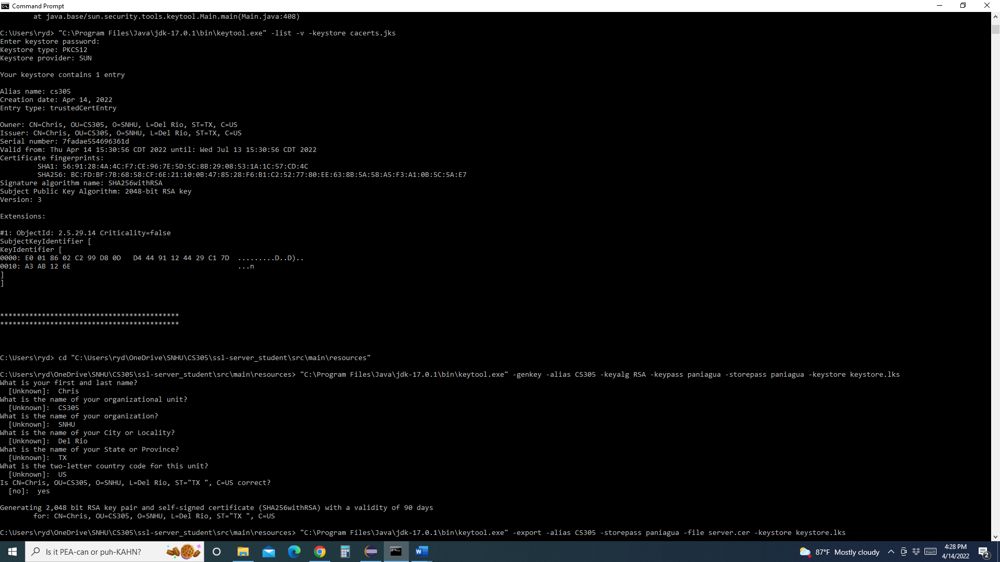 Command Prompt
at java.base/sun.security.tools.keytool.Main.main(Main.java:408)
C:\Users\ryd> "C:\Program Files\Java\jdk-17.0.1\bin\keytool.exe" -list -v -keystore cacerts.jks
Enter keystore password:
Keystore type: PKCS12
Keystore provider: SUN
Your keystore contains 1 entry
Alias name: cs305
Creation date: Apr 14, 2022
Entry type: trustedCertEntry
Owner: CN=Chris, OU=CS305, O=SNHU, L=Del Rio, ST=TX, C=US
Issuer: CN=Chris, OU=CS305, O=SNHU, L=Del Rio, ST=TX, C=US
Serial number: 7fadae554696361d
Valid from: Thu Apr 14 15:30:56 CDT 2022 until: Wed Jul 13 15:30:56 CDT 2022
Certificate fingerprints:
SHA1: 56:91:28:4A:4C:F7:CE:96:7E:5D:5C:8B:29:08:53:1A:1C:57:CD:4C
SHA256: BC:FD:BF:7B:68:58:CF:6E:21:10:0B:47:85:28:F6:B1:C2:52:77:80:EE:63:8B:5A:58:A5:F3:A1:0B:5C:5A:E7
Signature algorithm name: SHA256withRSA
Subject Public Key Algorithm: 2048-bit RSA key
Version: 3
Extensions:
#1: ObjectId: 2.5.29.14 Criticality=false
SubjectKeyIdentifier [
KeyIdentifier [
0000: E0 01 86 02 C2 99 D8 0D   D4 44 91 12 44 29 C1 7D  .........D..D)..
0010: A3 AB 12 6E                                        ...n
]
]
*******************************************
*******************************************
C:\Users\ryd> cd "C:\Users\ryd\OneDrive\SNHU\CS305\ssl-server_student\src\main\resources"
C:\Users\ryd\OneDrive\SNHU\CS305\ssl-server_student\src\main\resources> "C:\Program Files\Java\jdk-17.0.1\bin\keytool.exe" -genkey -alias CS305 -keyalg RSA -keypass paniagua -storepass paniagua -keystore keystore.lks
What is your first and last name?
[Unknown]:  Chris
What is the name of your organizational unit?
[Unknown]:  CS305
What is the name of your organization?
[Unknown]:  SNHU
What is the name of your City or Locality?
[Unknown]:  Del Rio
What is the name of your State or Province?
[Unknown]:  TX
What is the two-letter country code for this unit?
[Unknown]:  US
Is CN=Chris, OU=CS305, O=SNHU, L=Del Rio, ST="TX ", C=US correct?
[no]:  yes
Generating 2,048 bit RSA key pair and self-signed certificate (SHA256withRSA) with a validity of 90 days
for: CN=Chris, OU=CS305, O=SNHU, L=Del Rio, ST="TX ", C=US
C:\Users\ryd\OneDrive\SNHU\CS305\ssl-server_student\src\main\resources> "C:\Program Files\Java\jdk-17.0.1\bin\keytool.exe" -export -alias CS305 -storepass paniagua -file server.cer -keystore keystore.lks
Is it PEA-can or puh-KAHN?
87°F Mostly cloudy
4:28 PM
4/14/2022
2